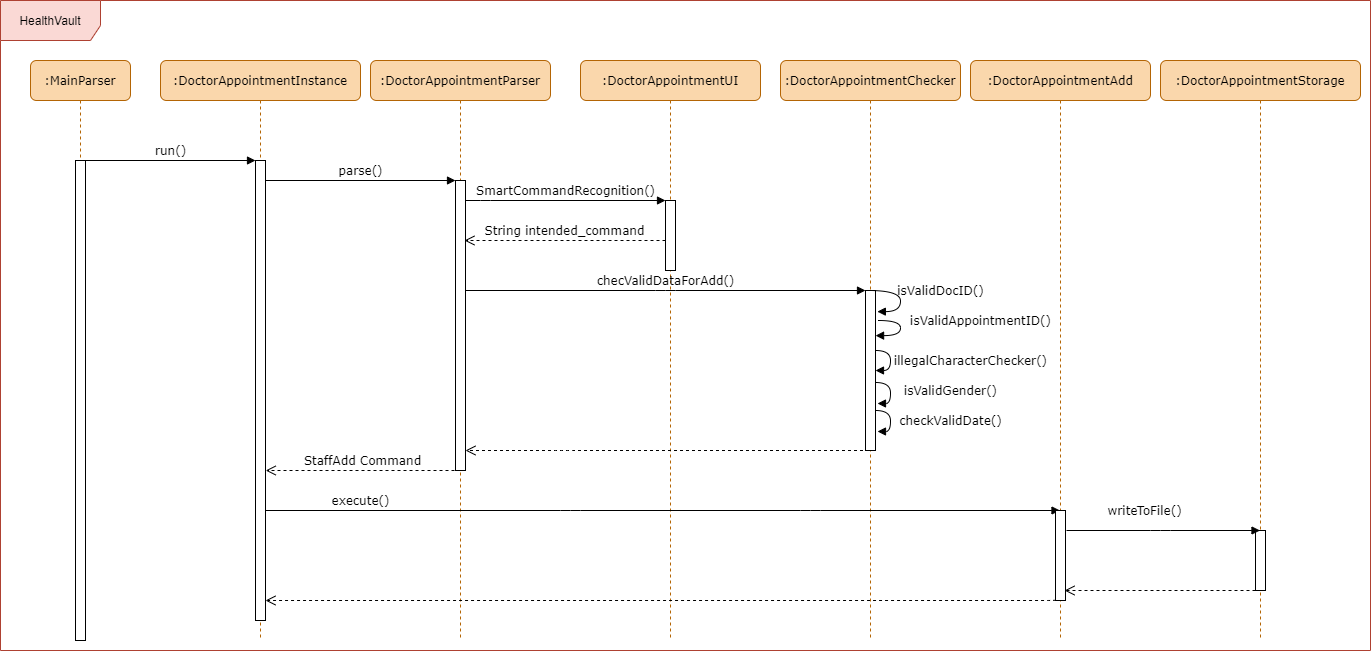 HealthVault
:MainParser
:DoctorAppointmentInstance
:DoctorAppointmentParser
:DoctorAppointmentUI
:DoctorAppointmentChecker
:DoctorAppointmentAdd
:DoctorAppointmentStorage
run()
parse()
SmartCommandRecognition()
String intended_command
checValidDataForAdd()
isValidDocID()
isValidAppointmentID()
illegalCharacterChecker()
isValidGender()
checkValidDate()
StaffAdd Command
execute()
writeToFile()